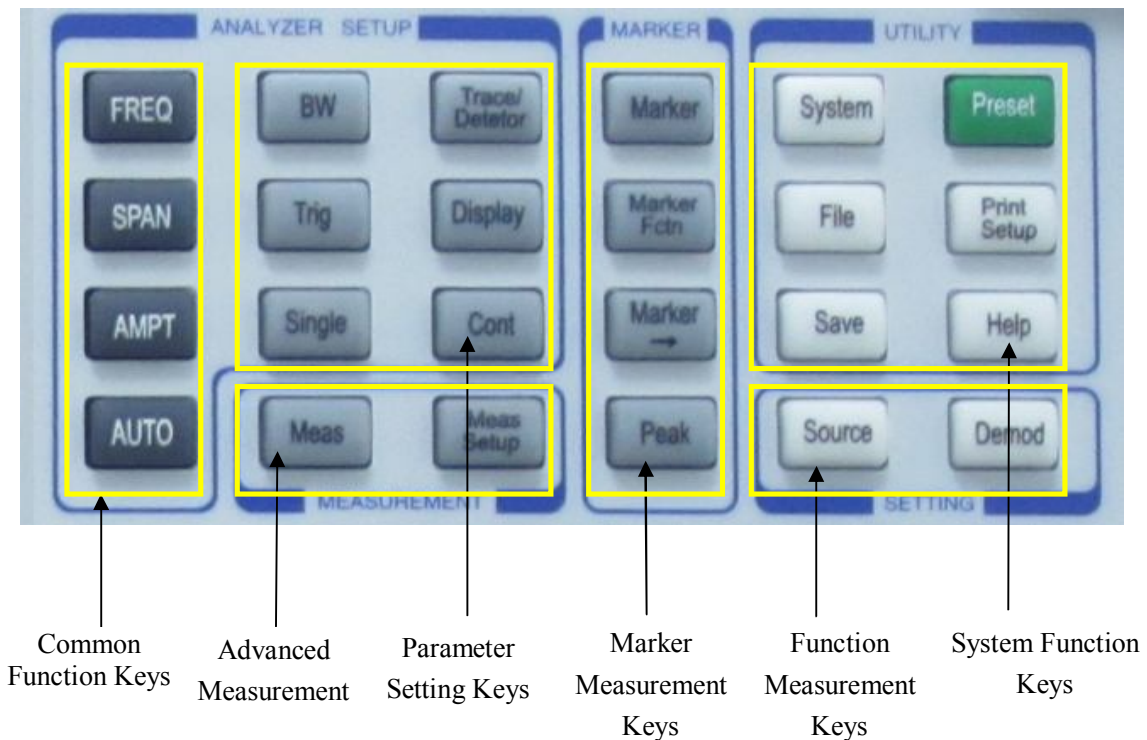 ANALYZER SETUP
MARKER
UTILITY
FREQ
BW
Trace/
Detetor
Marker
System
Preset
SPAN
Trig
Display
Marker
Fctn
File
Print
Setup
AMPT
Single
Cont
Marker
→
Save
Help
AUTO
Meas
Meas
Setup
Peak
Source
Demod
MEASUREMENT
SETTING
Common
Function Keys
Advanced
Measurement
Parameter
Setting Keys
Marker
Measurement
Keys
Function
Measurement
Keys
System Function
Keys